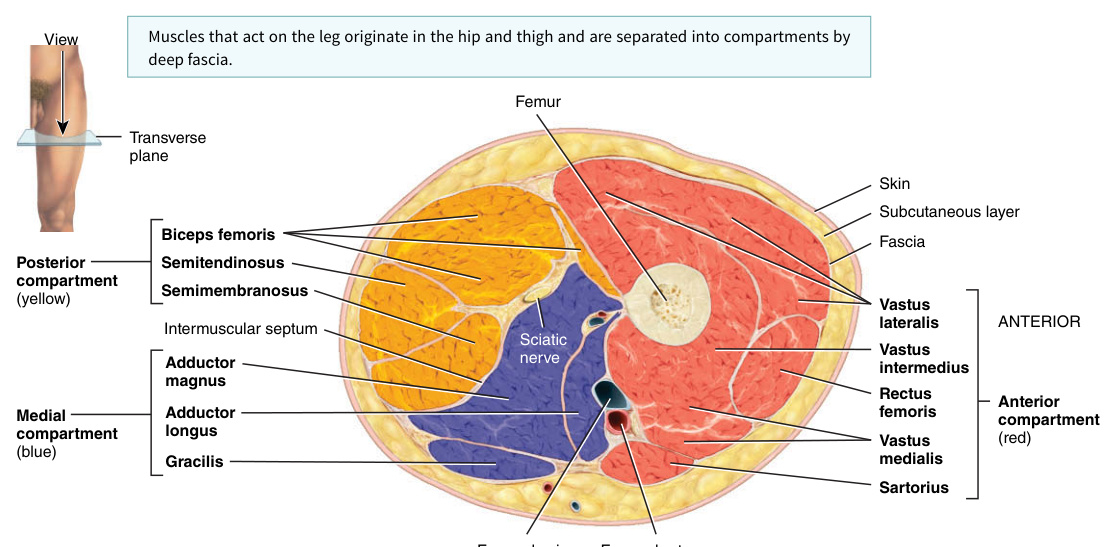 View
Muscles that act on the leg originate in the hip and thigh and are separated into compartments by
deep fascia.
Femur
Transverse
plane
Skin
Subcutaneous layer
Fascia
Posterior
compartment
(yellow)
Biceps femoris
Semitendinosus
Semimembranosus
Intermuscular septum
Sciatic
nerve
Medial
compartment
(blue)
Adductor
magnus
Adductor
longus
Gracilis
Vastus
lateralis
Vastus
intermedius
Rectus
femoris
Vastus
medialis
Sartorius
ANTERIOR
Anterior
compartment
(red)